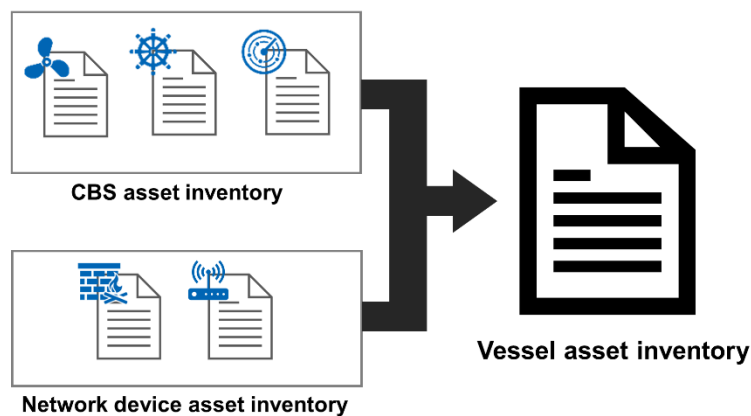 CBS asset inventory
Network device asset inventory
Vessel asset inventory